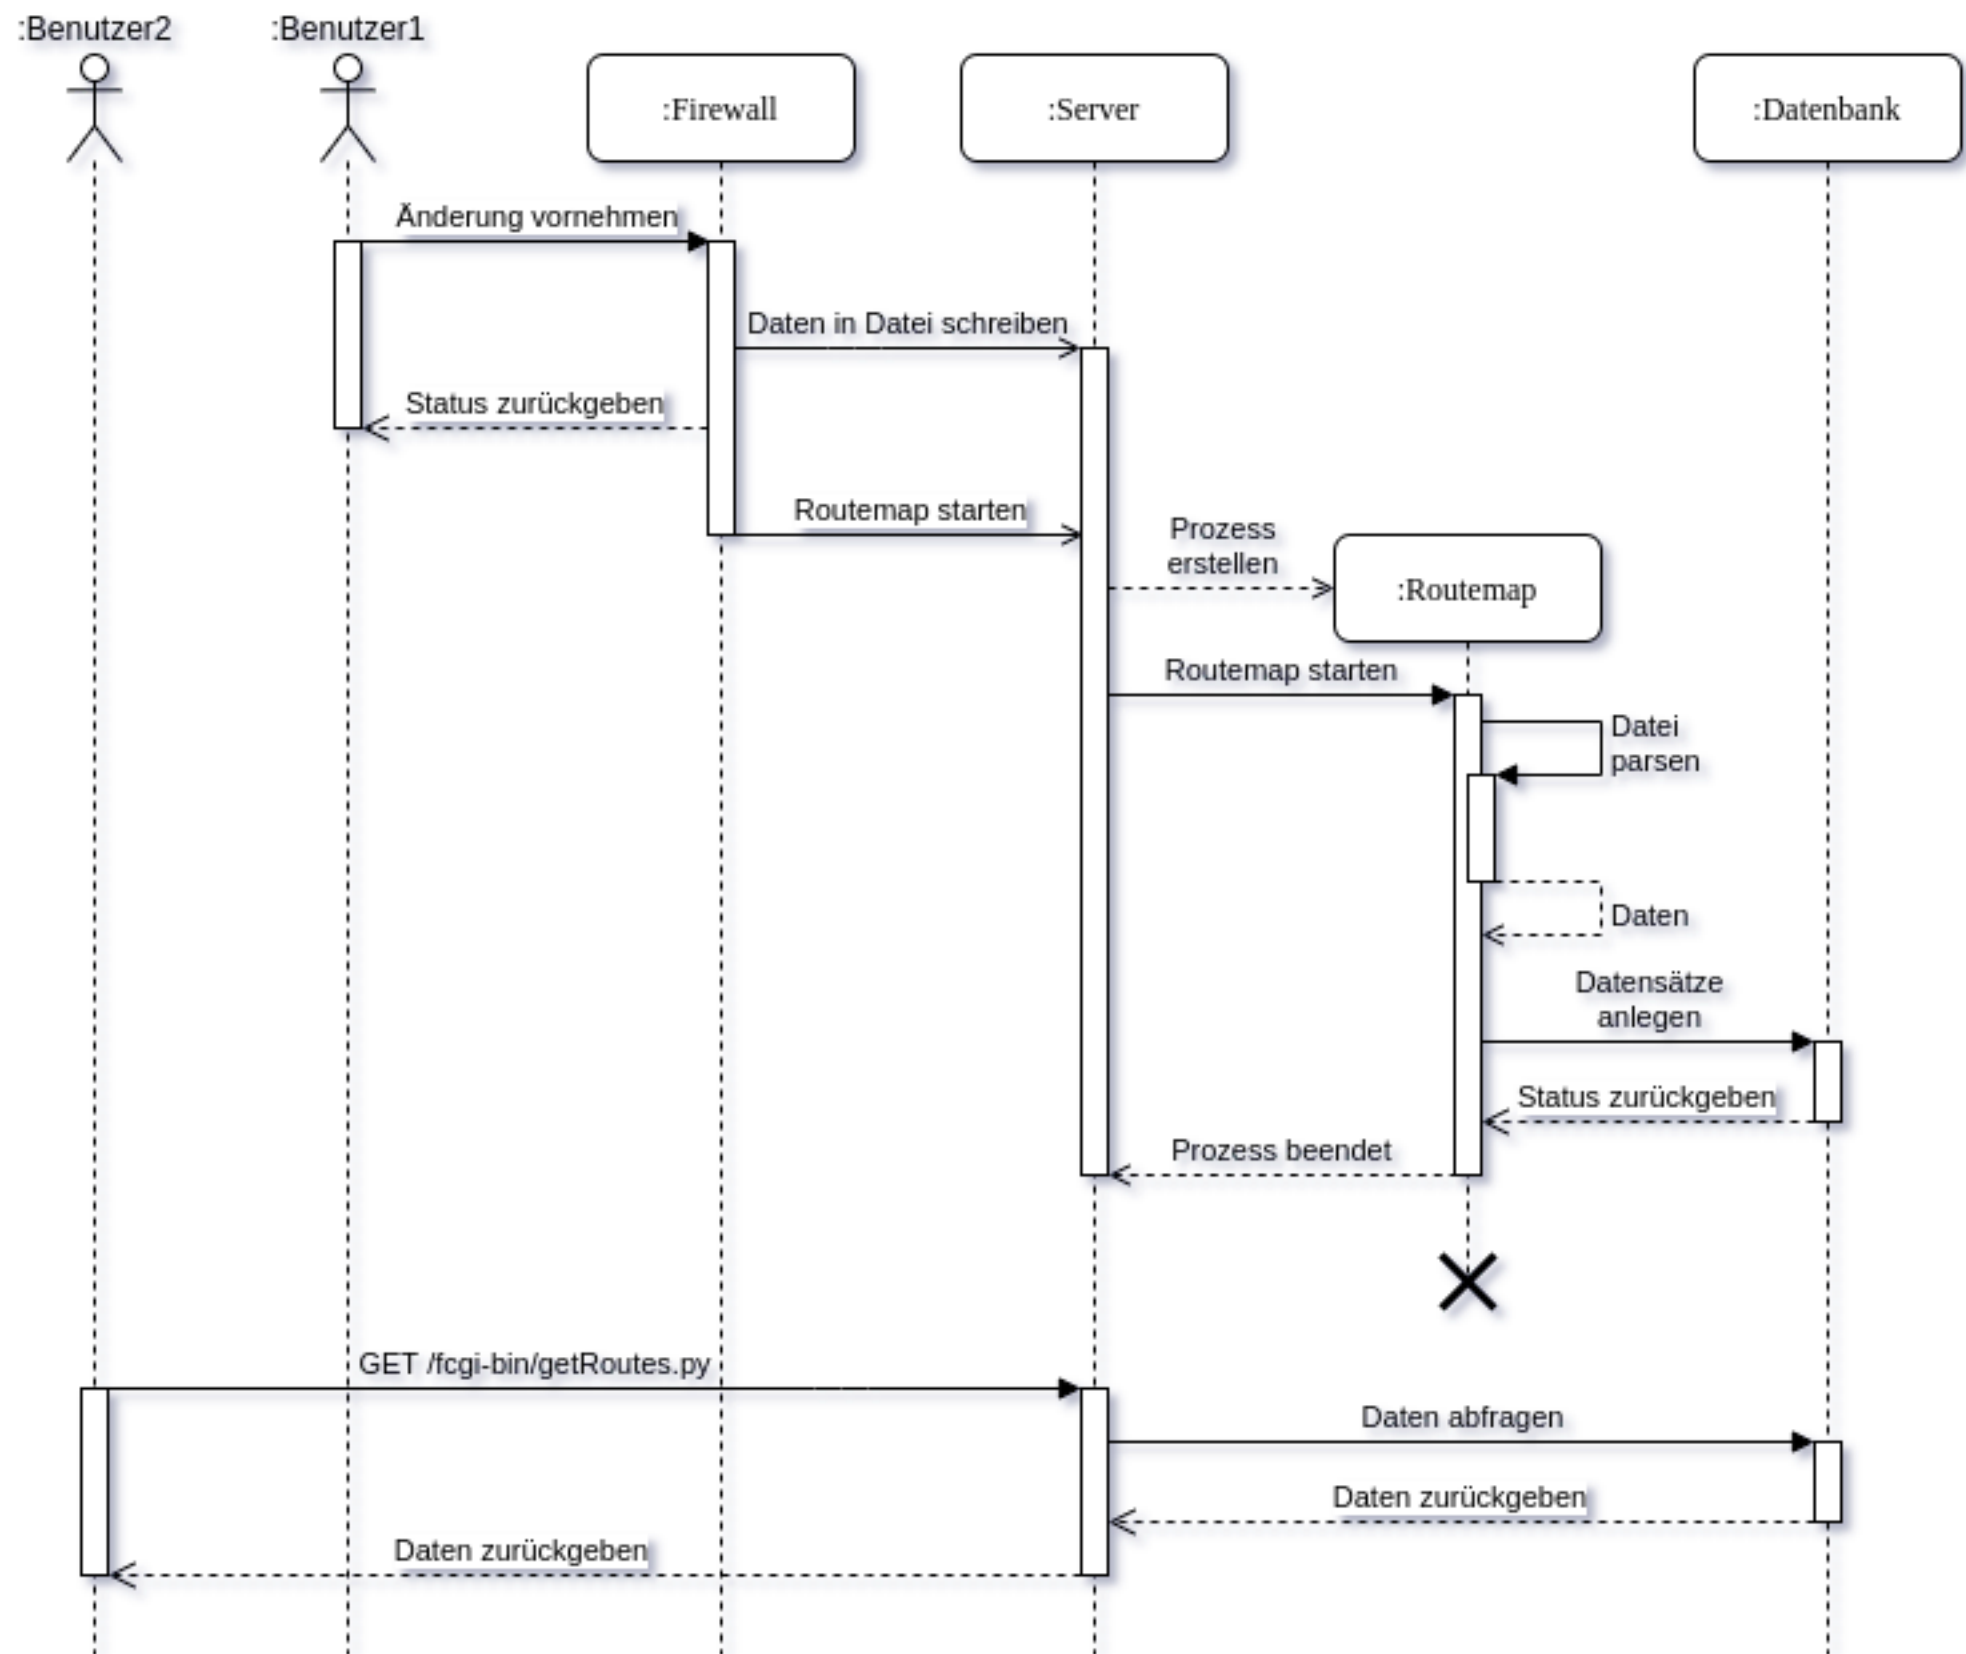 :Benutzer2
:Benutzer1
:Firewall
:Server
:Datenbank
Änderung vornehmen
Daten in Datei schreiben
Status zurückgeben
Routemap starten
Prozess
erstellen
:Routemap
Routemap starten
Datei
parsen
Daten
Datensätze
anlegen
Status zurückgeben
Prozess beendet
GET /fcgi-bin/getRoutes.py
Daten abfragen
Daten zurückgeben
Daten zurückgeben